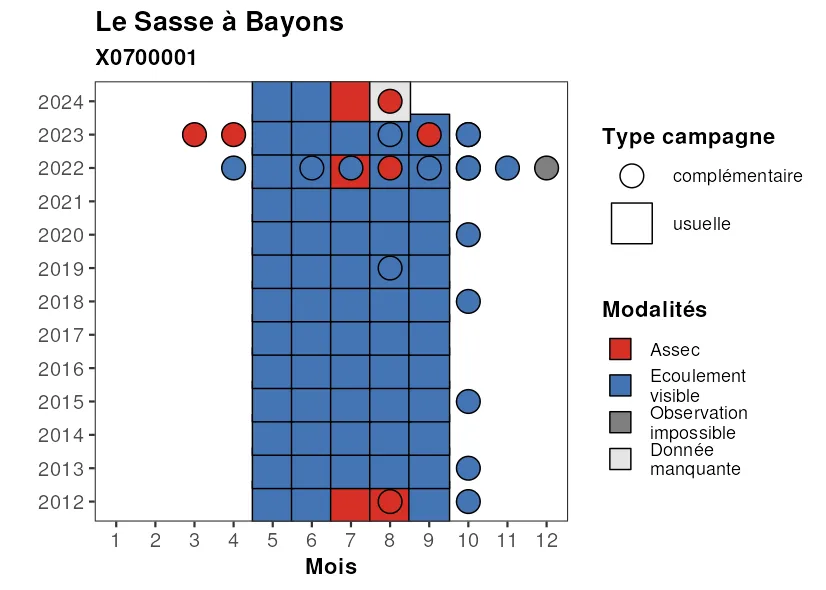 Le Sasse à Bayons
X0700001
2024
2023
2022
2021
2020
2019
2018
2017
2016
2015
2014
2013
2012
1 2 3 4 5 6 7 8 9 10 11 12
Mois
Type campagne
complémentaire
usuelle
Modalités
Assec
Ecoulement
visible
Observation
impossible
Donnée
manquante